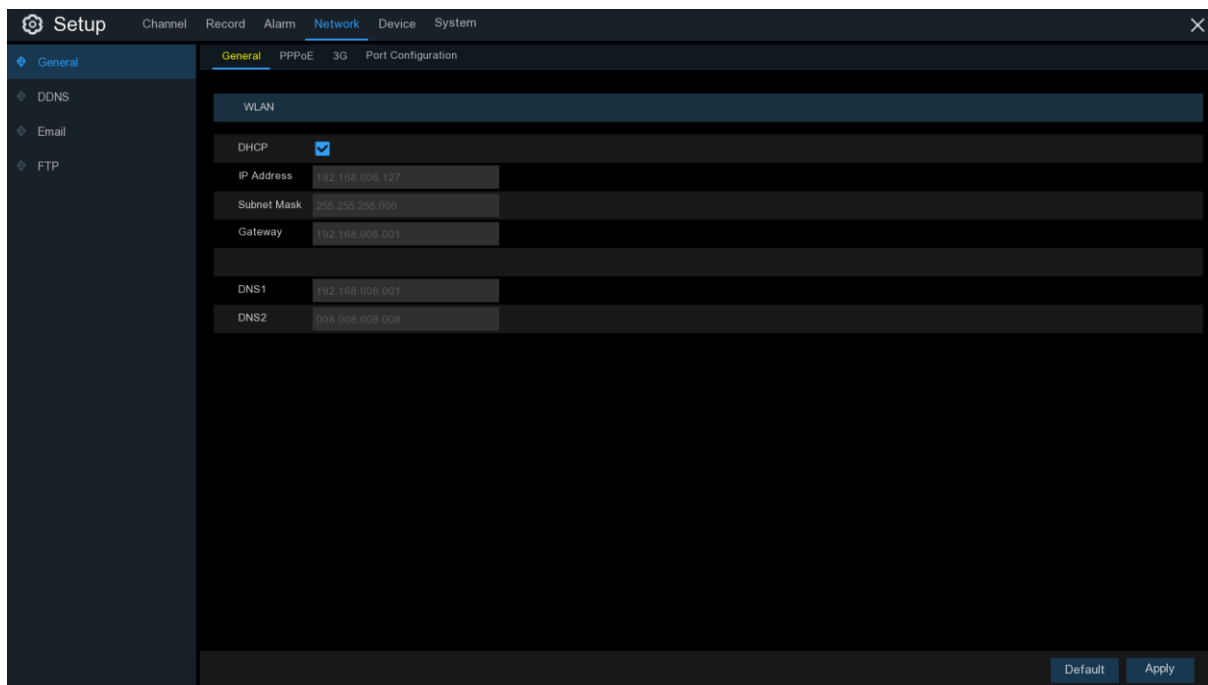 Setup Channel Record Alarm Network Device System
General PPPoE 3G Port Configuration
General
DDNS
Email
FTP
WLAN
DHCP
IP Address 192.168.006.127
Subnet Mask 255.255.255.000
Gateway 192.168.006.001
DNS1 192.168.006.001
DNS2 008.008.008.008
Default Apply